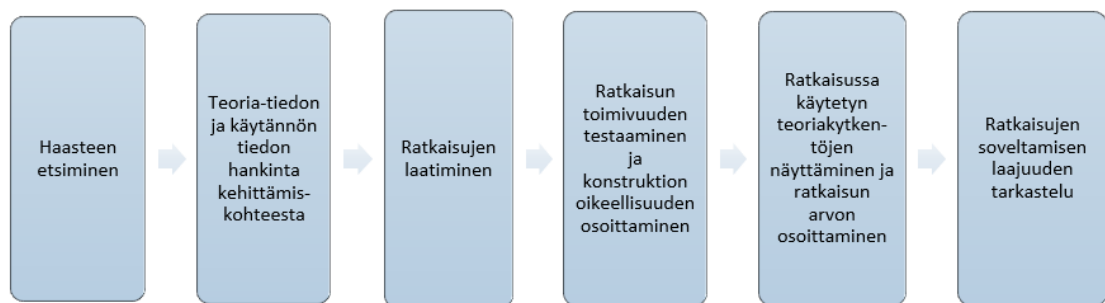 Haasteen
etsiminen
Teoria-tiedon
ja käytännön
tiedon
hankinta
kehittämis-
kohteesta
Ratkaisujen
laatiminen
Ratkaisun
toimivuuden
testaaminen
ja
konstruktion
oikeellisuuden
osoittaminen
Ratkaisussa
käytetyn
teoriakytken-
töjen
näyttäminen ja
ratkaisun
arvon
osoittaminen
Ratkaisujen
soveltamisen
laajuuden
tarkastelu